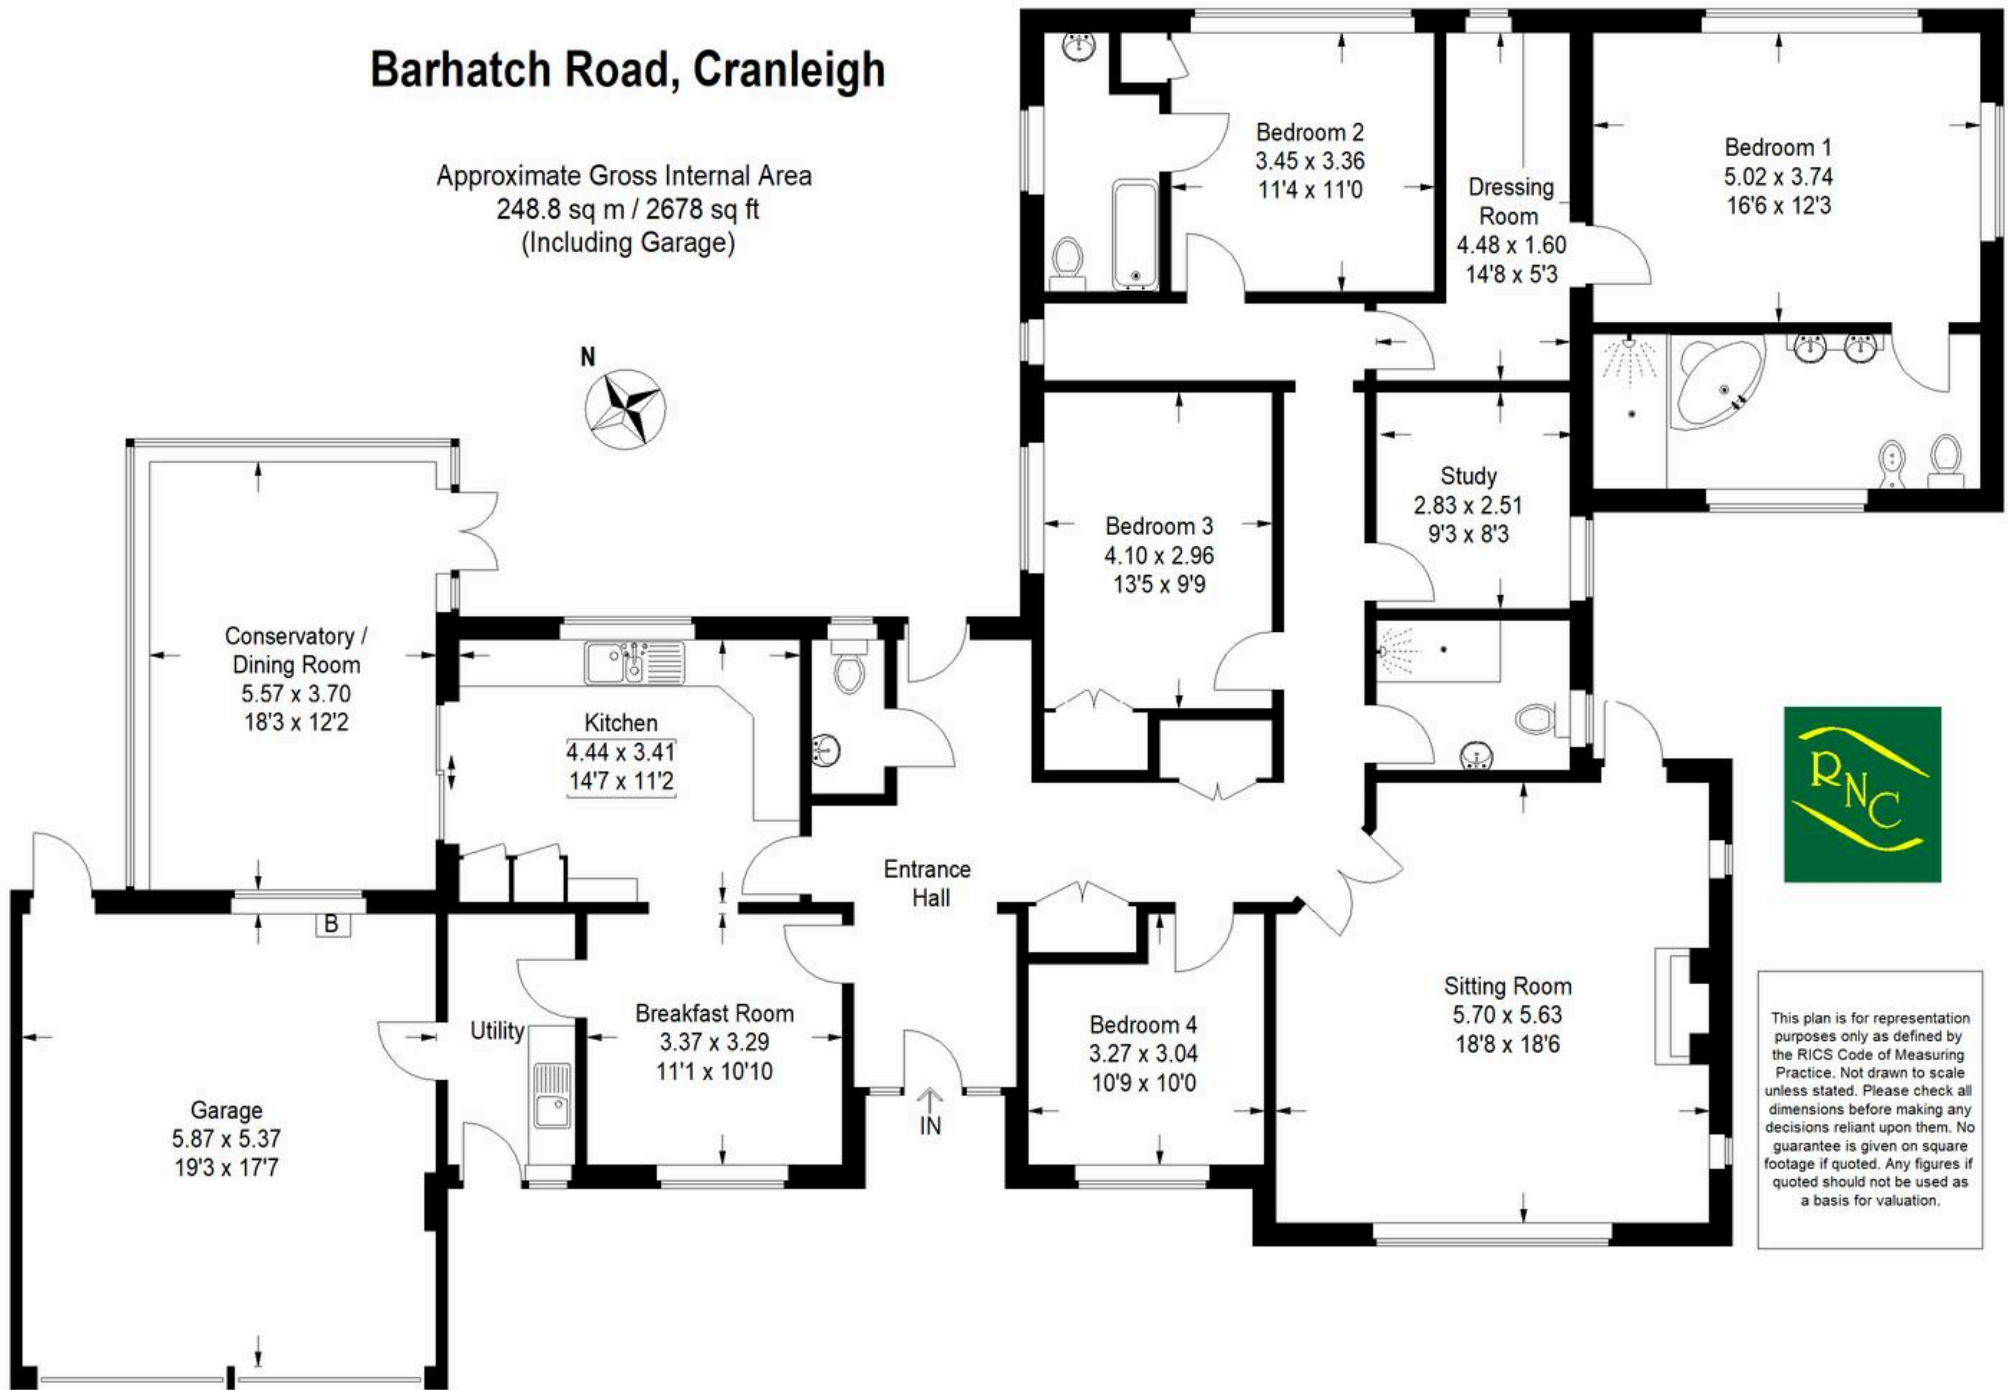 Barhatch Road, Cranleigh
Approximate Gross Internal Area
248.8 sq m / 2678 sq ft
(Including Garage)
N
Bedroom 2
3.45 x 3.36
11'4 x 11'0
Dressing
Room
4.48 x 1.60
14'8 x 5'3
Bedroom 1
5.02 x 3.74
16'6 x 12'3
Study
2.83 x 2.51
9'3 x 8'3
Bedroom 3
4.10 x 2.96
13'5 x 9'9
Conservatory /
Dining Room
5.57 x 3.70
18'3 x 12'2
Kitchen
4.44 x 3.41
14'7 x 11'2
RNC
Entrance
Hall
B
Utility
Breakfast Room
3.37 x 3.29
11'1 x 10'10
Bedroom 4
3.27 x 3.04
10'9 x 10'0
Sitting Room
5.70 x 5.63
18'8 x 18'6
Garage
5.87 x 5.37
19'3 x 17'7
IN
This plan is for representation
purposes only as defined by
the RICS Code of Measuring
Practice. Not drawn to scale
unless stated. Please check all
dimensions before making any
decisions reliant upon them. No
guarantee is given on square
footage if quoted. Any figures if
quoted should not be used as
a basis for valuation.